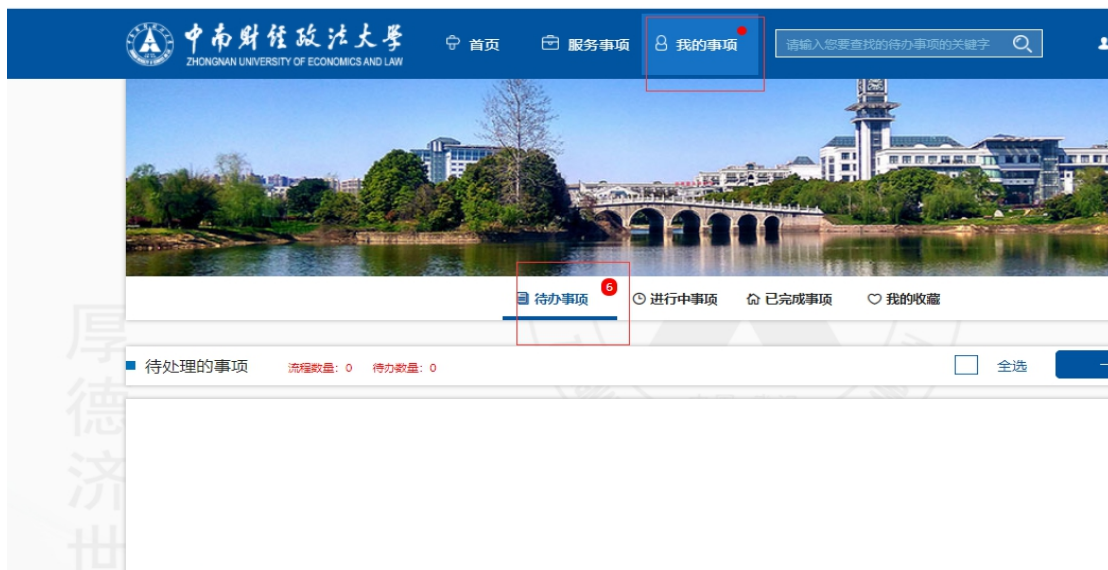 中南财经政法大学
ZHONGNAN UNIVERSITY OF ECONOMICS AND LAW
首页 服务事项 我的事项 请输入您要查找的待办事项的关键字
待办事项 6 进行中事项 已完成事项 我的收藏
待处理的事项 流程数量：0 待办数量：0 全选 一
厚德济世